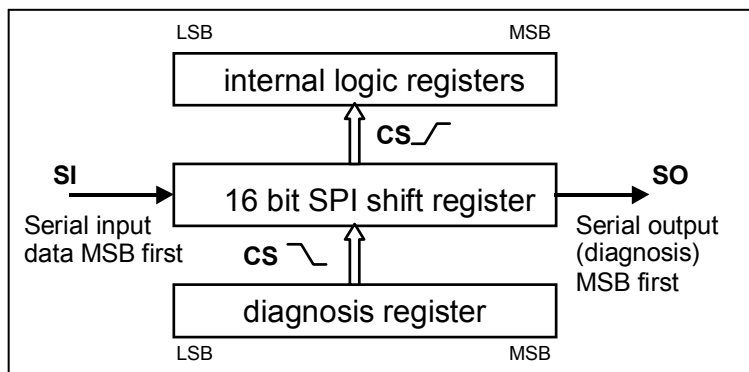 LSB MSB
internal logic registers
CS
SI
16 bit SPI shift register
SO
Serial input
data MSB first
Serial output
(diagnosis)
MSB first
CS
diagnosis register
LSB MSB